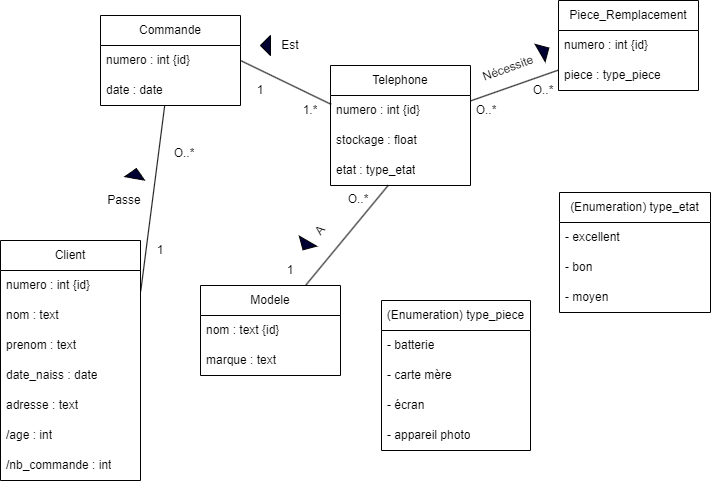 Commande
numero : int {id}
date : date
Est
1
1.*
Telephone
numero : int {id}
stockage : float
etat : type_etat
Nécessite
O..*
O..*
Piece_Remplacement
numero : int {id}
piece : type_piece
O..*
Passe
1
Client
numero : int {id}
nom : text
prenom : text
date_naiss : date
adresse : text
/age : int
/nb_commande : int
O..*
A
1
Modele
nom : text {id}
marque : text
(Enumeration) type_piece
- batterie
- carte mère
- écran
- appareil photo
(Enumeration) type_etat
- excellent
- bon
- moyen